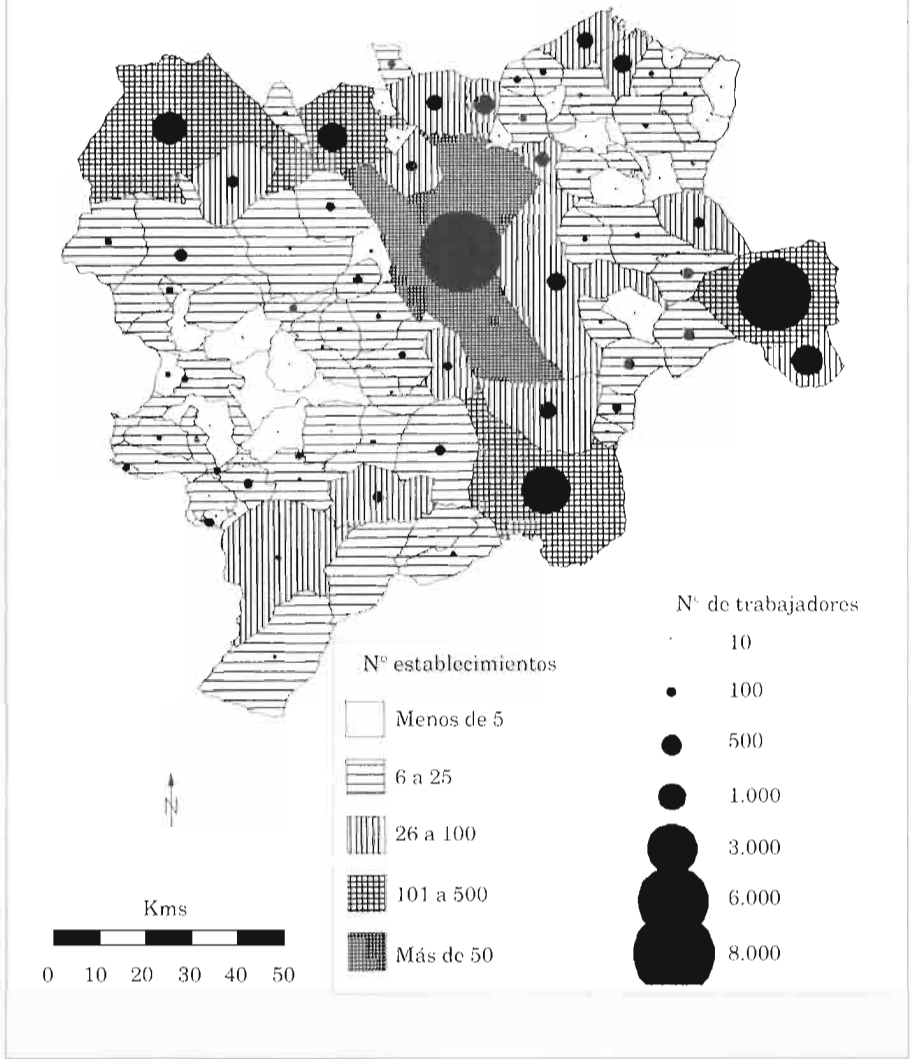 Nº de trabajadores
10
100
500
1.000
3.000
6.000
8.000
Nº establecimientos
Menos de 5
6 a 25
26 a 100
101 a 500
Más de 50
N
Kms
0 10 20 30 40 50